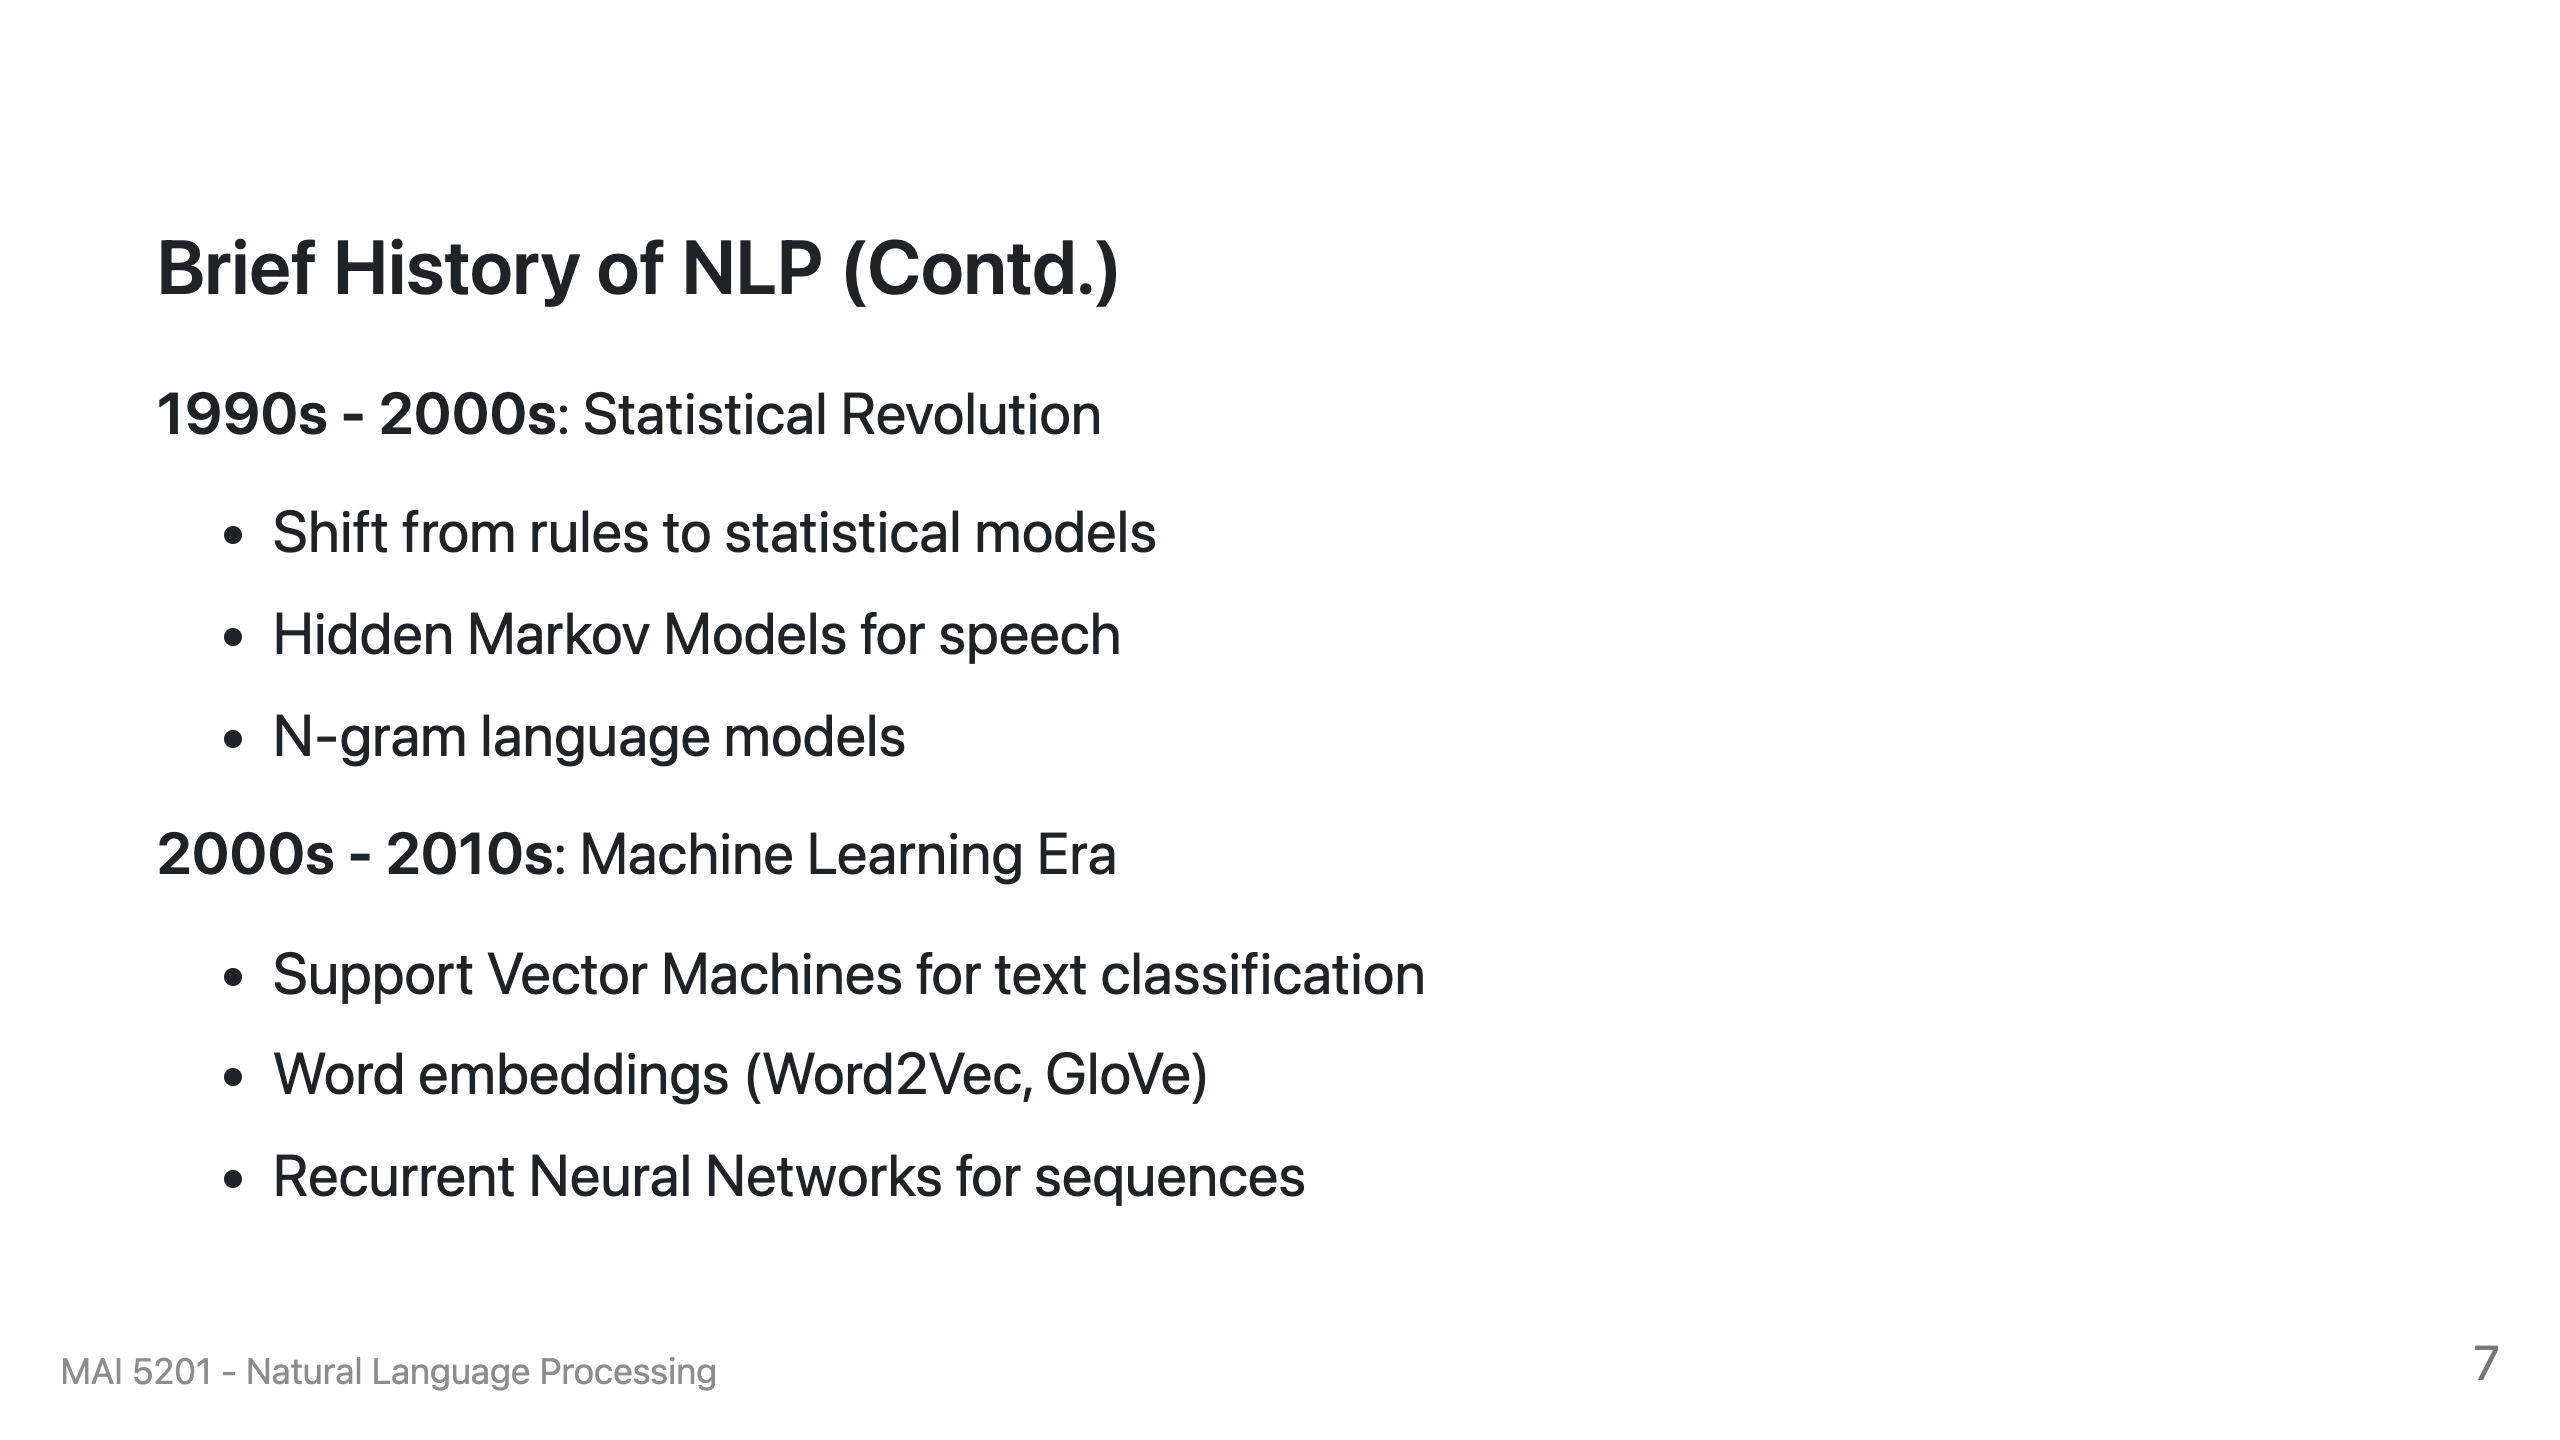 Brief History of NLP (Contd.)
1990s - 2000s: Statistical Revolution
• Shift from rules to statistical models
• Hidden Markov Models for speech
• N-gram language models
2000s - 2010s: Machine Learning Era
• Support Vector Machines for text classification
• Word embeddings (Word2Vec, GloVe)
• Recurrent Neural Networks for sequences
MAI 5201 - Natural Language Processing
7